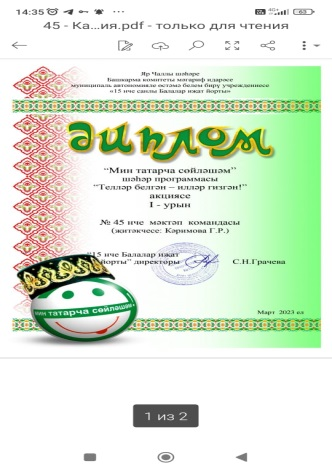 14:35
4G+
63
45 - Ка...ия.pdf - только для чтения
Яр Чаллы шәһәре
Башкарма комитеты мәгариф идарәсе
муниципаль автономияле өстәмә белем бирү учреждениесе
«15 нче санлы Балалар иҗат йорты»
диплом
“Мин татарча сөйләшәм”
шәһәр программасы
“Телләр белгән – илләр гизгән!”
акциясе
I - урын
№ 45 нче мәктәп командасы
(җитәкчесе: Кәримова Г.Р.)
“15 нче Балалар иҗат
йорты” директоры
С.Н.Грачева
мин татарча сөйләшәм
Март 2023 ел
1 из 2